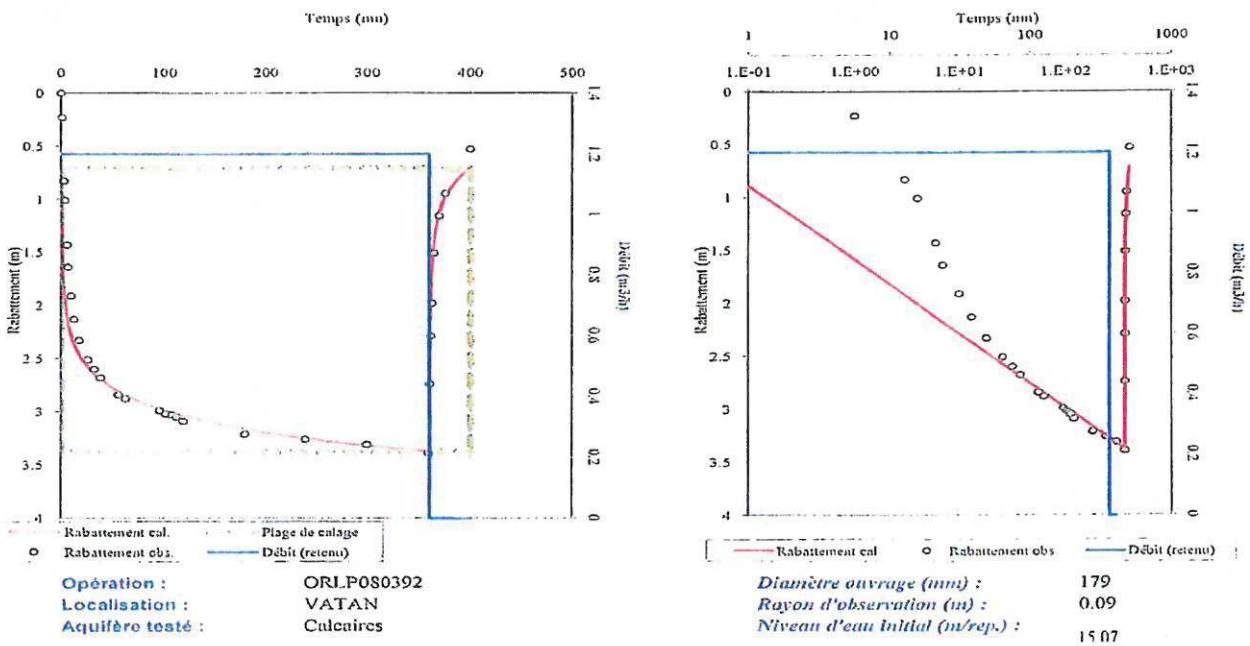 Temps (mn)
0 100 200 300 400 500
0
0.5
1
1.5
2
2.5
3
3.5
4
Rabattement (m)
1.4
1.2
1
0.8
0.6
0.4
0.2
0
Débit (m3/h)
Rabattement cal. Plage de calage
Rabattement obs. Débit (retenu)
Opération : ORLP080392
Localisation : VATAN
Aquifère testé : Calcaires
Temps (mn)
1 10 100 1000
1.E-01 1.E+00 1.E+01 1.E+02 1.E+03
0
0.5
1
1.5
2
2.5
3
3.5
4
Rabattement (m)
1.4
1.2
1
0.8
0.6
0.4
0.2
0
Débit (m3/h)
Rabattement cal Rabattement obs Débit (retenu)
Diamètre ouvrage (mm) : 179
Rayon d'observation (m) : 0.09
Niveau d'eau initial (m/rep.) : 15.07